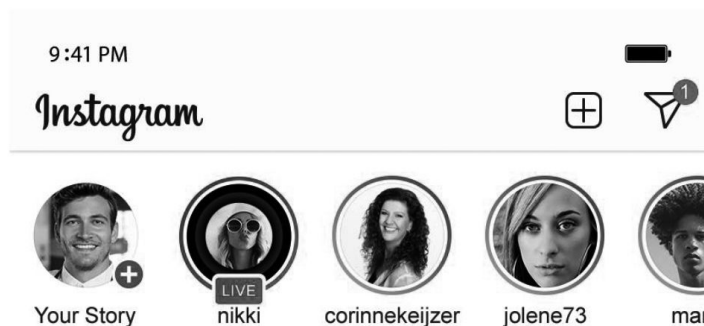 9:41 PM
Instagram
1
LIVE
Your Story
nikki
corinnekeijzer
jolene73